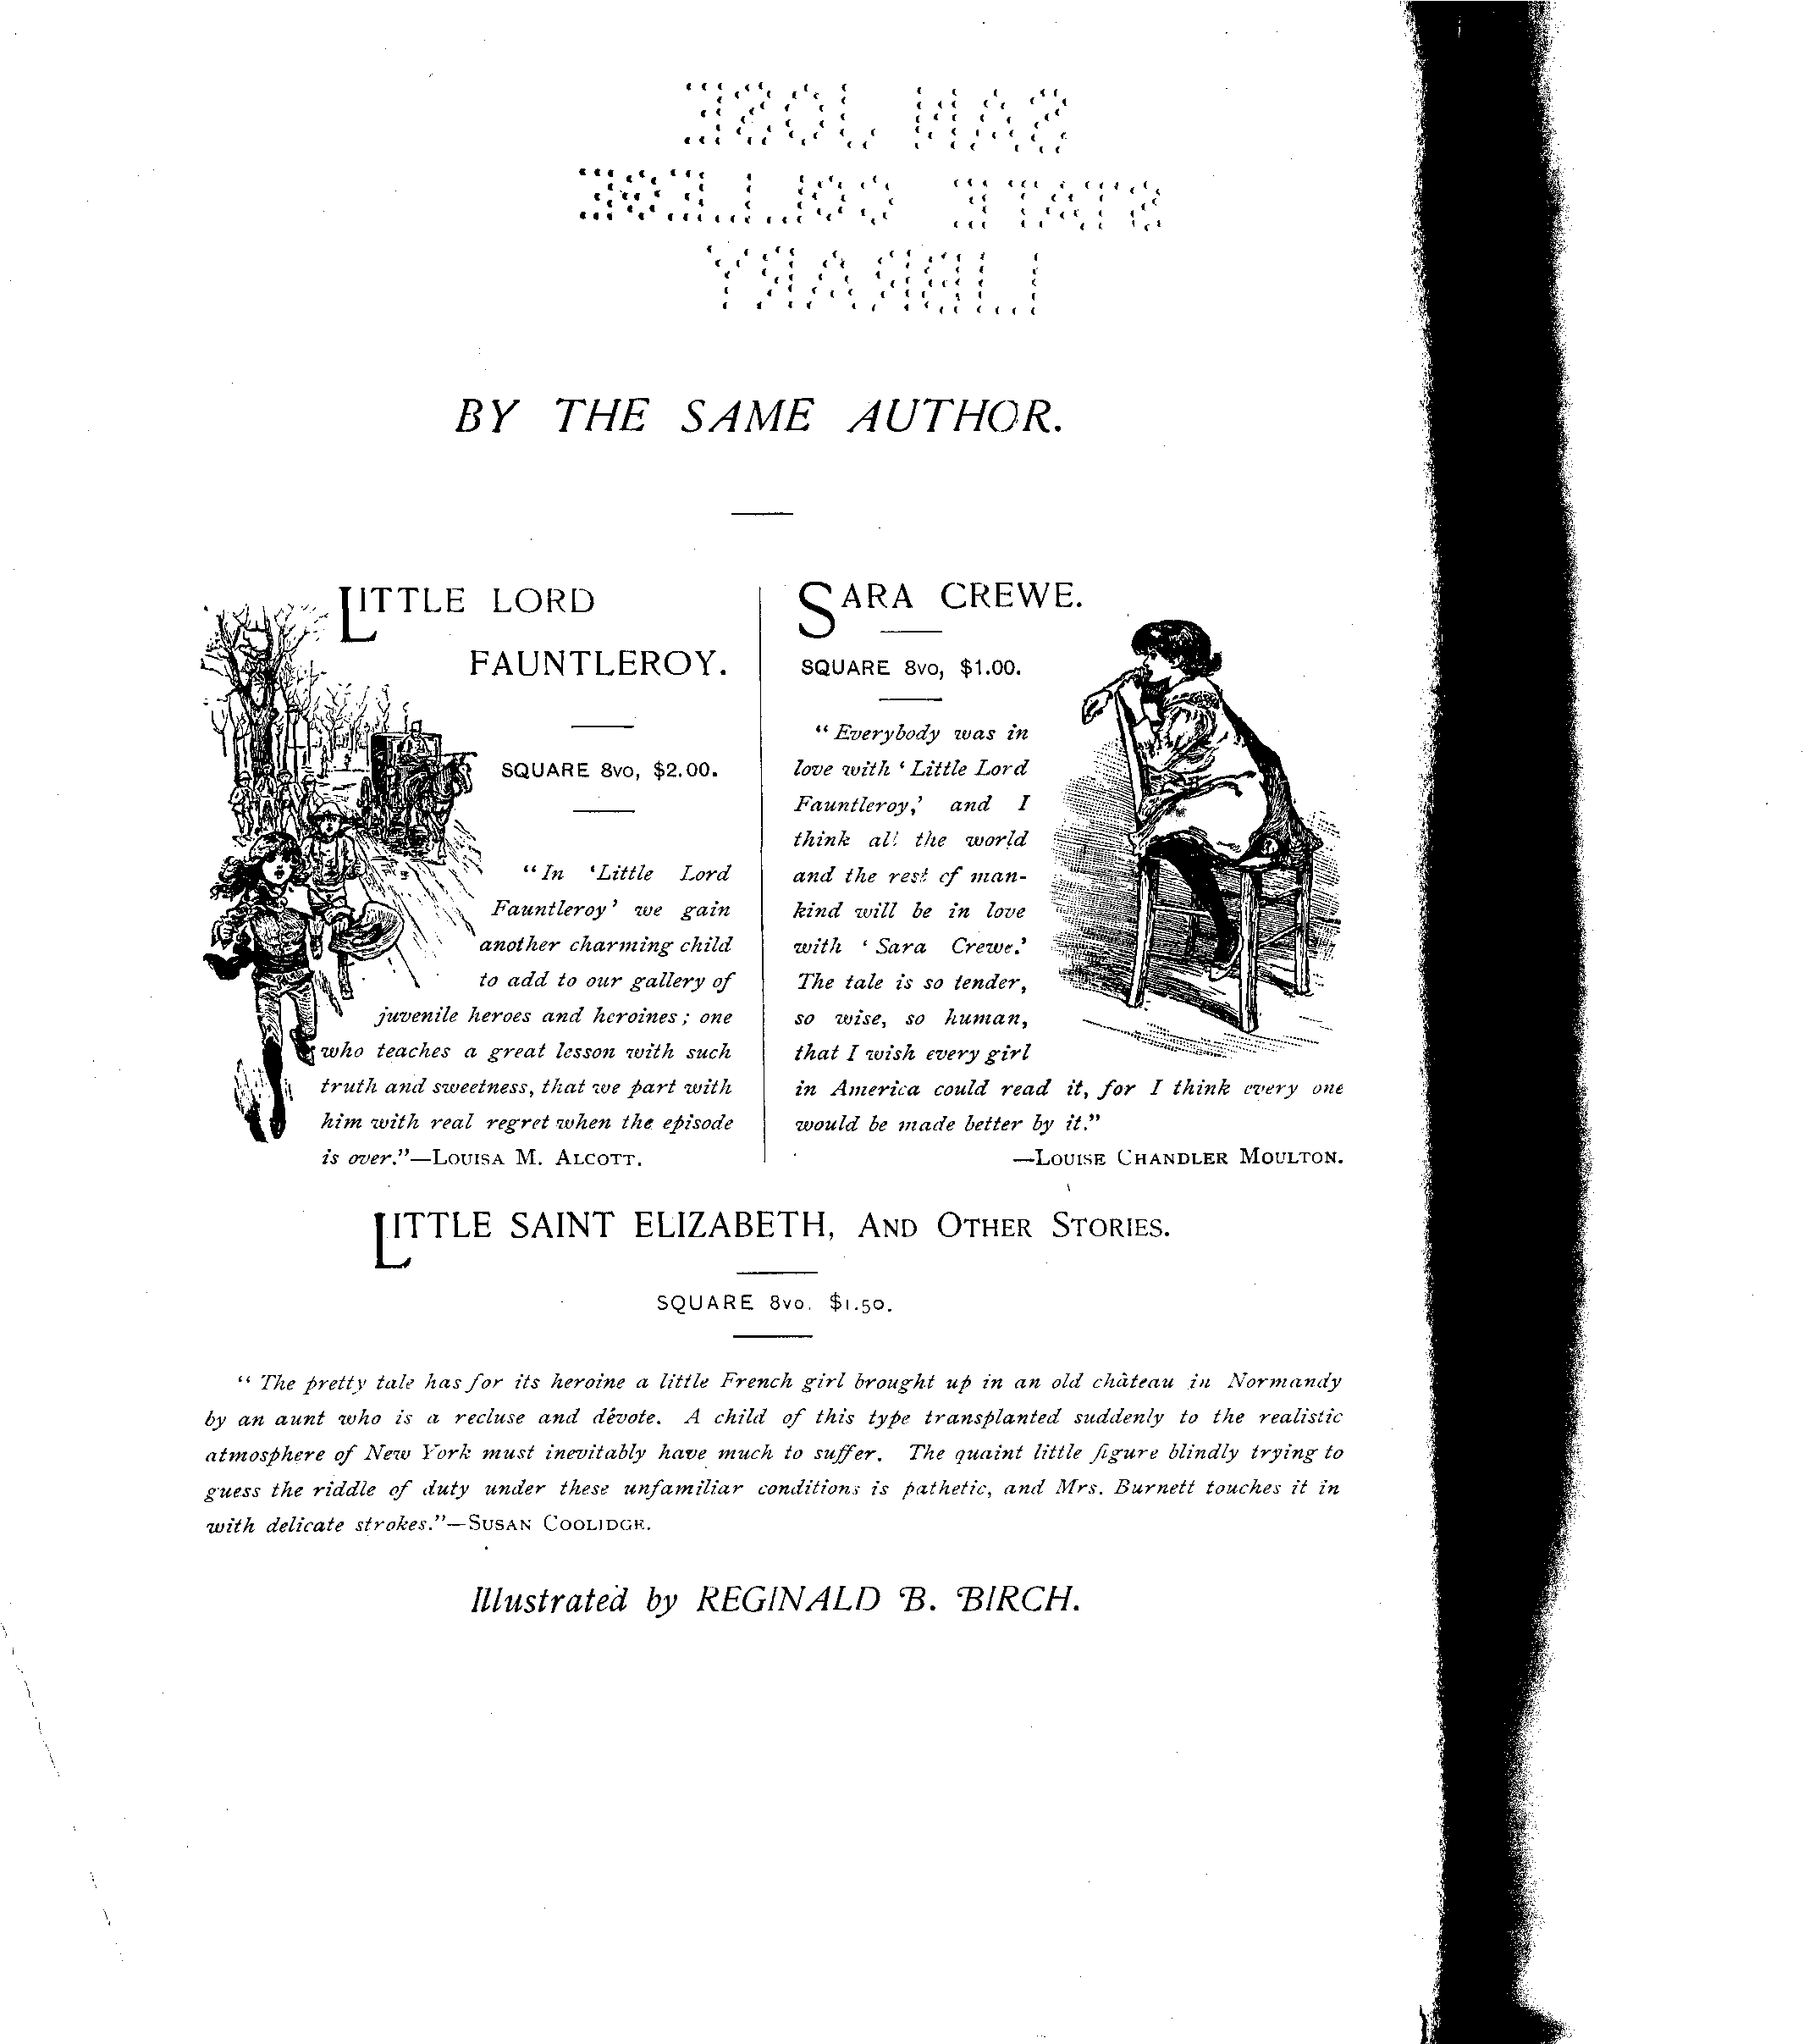 SAN JOSE
STATE COLLEGE
LIBRARY
BY THE SAME AUTHOR.
LITTLE LORD
FAUNTLEROY.
SQUARE 8vo, $2.00.
“In ‘Little Lord
Fauntleroy’ we gain
another charming child
to add to our gallery of
juvenile heroes and heroines; one
who teaches a great lesson with such
truth and sweetness, that we part with
him with real regret when the episode
is over.”—LOUISA M. ALCOTT.
SARA CREWE.
SQUARE 8vo, $1.00.
“Everybody was in
love with ‘Little Lord
Fauntleroy,’ and I
think all the world
and the rest of man-
kind will be in love
with ‘Sara Crewe.’
The tale is so tender,
so wise, so human,
that I wish every girl
in America could read it, for I think every one
would be made better by it.”
—LOUISE CHANDLER MOULTON.
LITTLE SAINT ELIZABETH, AND OTHER STORIES.
SQUARE 8vo, $1.50.
“The pretty tale has for its heroine a little French girl brought up in an old château in Normandy
by an aunt who is a recluse and dévote. A child of this type transplanted suddenly to the realistic
atmosphere of New York must inevitably have much to suffer. The quaint little figure blindly trying to
guess the riddle of duty under these unfamiliar conditions is pathetic, and Mrs. Burnett touches it in
with delicate strokes.”—SUSAN COOLIDGE.
Illustrated by REGINALD B. BIRCH.